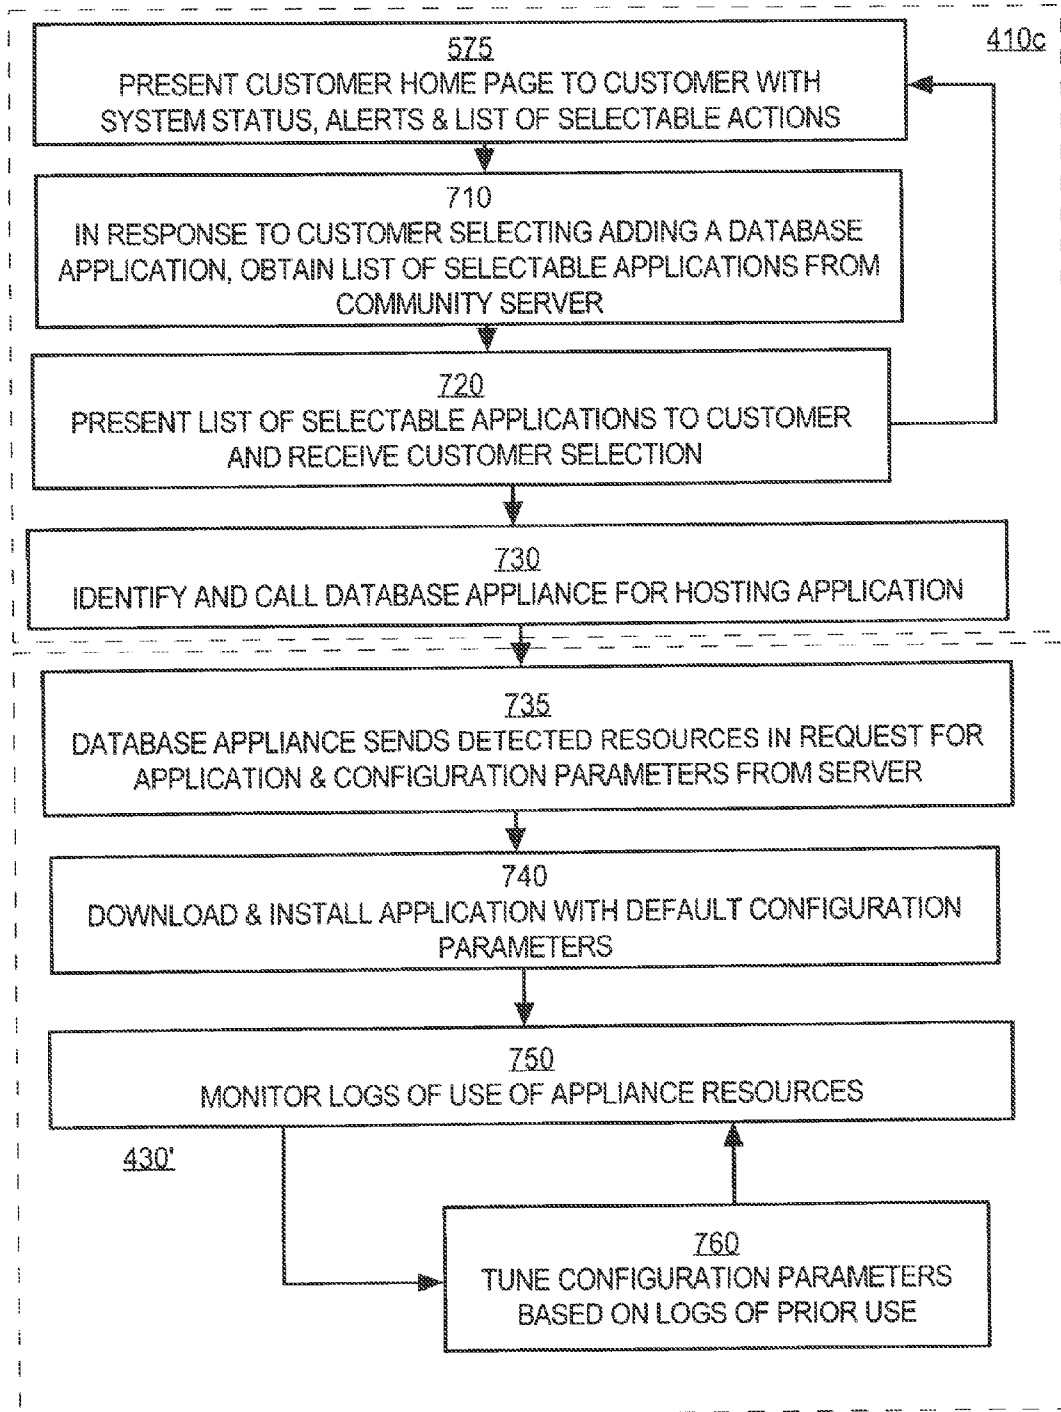 410c
575
PRESENT CUSTOMER HOME PAGE TO CUSTOMER WITH
SYSTEM STATUS, ALERTS & LIST OF SELECTABLE ACTIONS
710
IN RESPONSE TO CUSTOMER SELECTING ADDING A DATABASE
APPLICATION, OBTAIN LIST OF SELECTABLE APPLICATIONS FROM
COMMUNITY SERVER
720
PRESENT LIST OF SELECTABLE APPLICATIONS TO CUSTOMER
AND RECEIVE CUSTOMER SELECTION
730
IDENTIFY AND CALL DATABASE APPLIANCE FOR HOSTING APPLICATION
735
DATABASE APPLIANCE SENDS DETECTED RESOURCES IN REQUEST FOR
APPLICATION & CONFIGURATION PARAMETERS FROM SERVER
740
DOWNLOAD & INSTALL APPLICATION WITH DEFAULT CONFIGURATION
PARAMETERS
750
MONITOR LOGS OF USE OF APPLIANCE RESOURCES
430'
760
TUNE CONFIGURATION PARAMETERS
BASED ON LOGS OF PRIOR USE